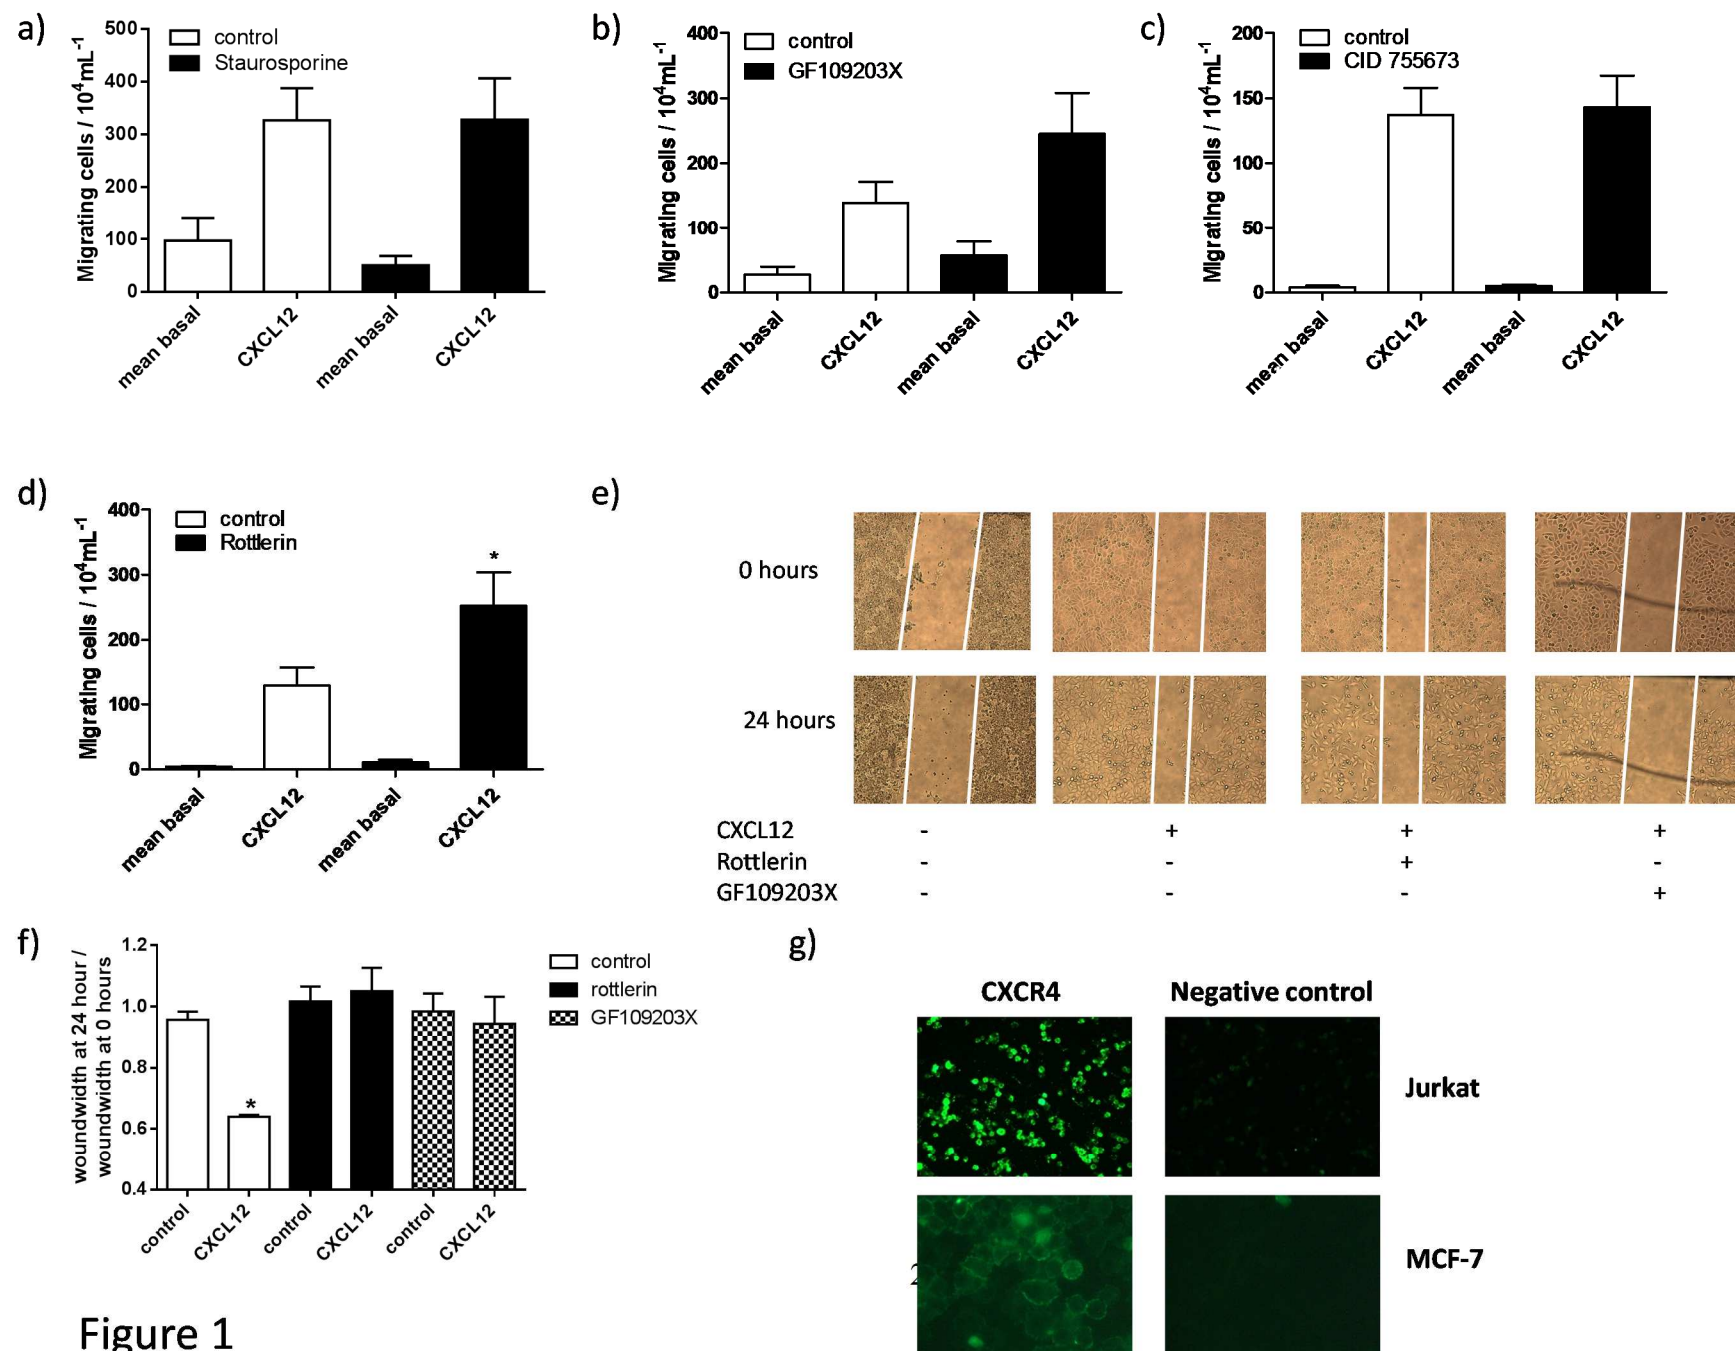 a)
500
400
300
200
100
0
Migrating cells / 10⁴mL⁻¹
control
Staurosporine
mean basal
CXCL12
mean basal
CXCL12
b)
400
300
200
100
0
Migrating cells / 10⁴mL⁻¹
control
GF109203X
mean basal
CXCL12
mean basal
CXCL12
c)
200
150
100
50
0
Migrating cells / 10⁴mL⁻¹
control
CID 755673
mean basal
CXCL12
mean basal
CXCL12
d)
400
300
200
100
0
Migrating cells / 10⁴mL⁻¹
control
Rottlerin
*
mean basal
CXCL12
mean basal
CXCL12
e)
0 hours
24 hours
CXCL12 - + + +
Rottlerin - - + -
GF109203X - - - +
f)
1.2
1.0
0.8
0.6
0.4
woundwidth at 24 hour /
woundwidth at 0 hours
control
rottlerin
GF109203X
*
control
CXCL12
control
CXCL12
control
CXCL12
g)
CXCR4 Negative control
Jurkat
MCF-7
2
Figure 1